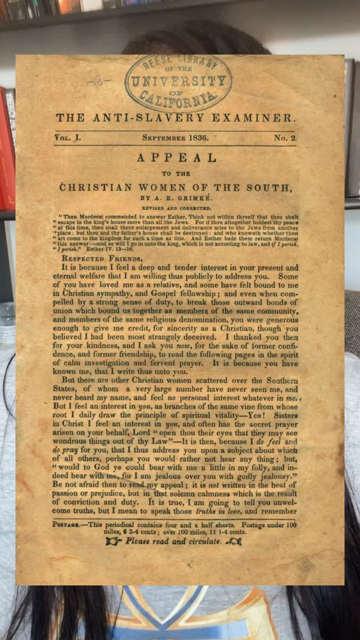 REESE LIBRARY
OF THE
UNIVERSITY
OF
CALIFORNIA.
THE ANTI-SLAVERY EXAMINER.
VOL. I. SEPTEMBER 1836. No. 2.
APPEAL
TO THE
CHRISTIAN WOMEN OF THE SOUTH,
BY A. E. GRIMKÉ.
REVISED AND CORRECTED.
"Then Mordecai commanded to answer Esther, Think not within thyself that thou shalt
"escape in the king's house more than all the Jews. For if thou altogether holdest thy peace
"at this time, then shall there enlargement and deliverance arise to the Jews from another
"place: but thou and thy father's house shall be destroyed: and who knoweth whether thou
"art come to the kingdom for such a time as this. And Esther bade them return Mordecai
"this answer:—and so will I go in unto the king, which is not according to law, and if I perish,
"I perish." Esther IV. 13—16.
RESPECTED FRIENDS,
It is because I feel a deep and tender interest in your present and
eternal welfare that I am willing thus publicly to address you. Some
of you have loved me as a relative, and some have felt bound to me
in Christian sympathy, and Gospel fellowship; and even when com-
pelled by a strong sense of duty, to break those outward bonds of
union which bound us together as members of the same community,
and members of the same religious denomination, you were generous
enough to give me credit, for sincerity as a Christian, though you
believed I had been most strangely deceived. I thanked you then
for your kindness, and I ask you now, for the sake of former confi-
dence, and former friendship, to read the following pages in the spirit
of calm investigation and fervent prayer. It is because you have
known me, that I write thus unto you.
But there are other Christian women scattered over the Southern
States, of whom a very large number have never seen me, and
never heard my name, and feel no personal interest whatever in me.
But I feel an interest in you, as branches of the same vine from whose
root I daily draw the principle of spiritual vitality—Yes! Sisters
in Christ I feel an interest in you, and often has the secret prayer
arisen on your behalf, Lord "open thou their eyes that they may see
wondrous things out of thy Law"—It is then, because I do feel and
do pray for you, that I thus address you upon a subject about which
of all others, perhaps you would rather not hear any thing; but,
"would to God ye could bear with me a little in my folly, and in-
deed bear with me, for I am jealous over you with godly jealousy."
Be not afraid then to read my appeal; it is not written in the heat of
passion or prejudice, but in that solemn calmness which is the result
of conviction and duty. It is true, I am going to tell you unwel-
come truths, but I mean to speak those truths in love, and remember
POSTAGE.—This periodical contains four and a half sheets. Postage under 100
miles, 6 3-4 cents; over 100 miles, 11 1-4 cents.
Please read and circulate.